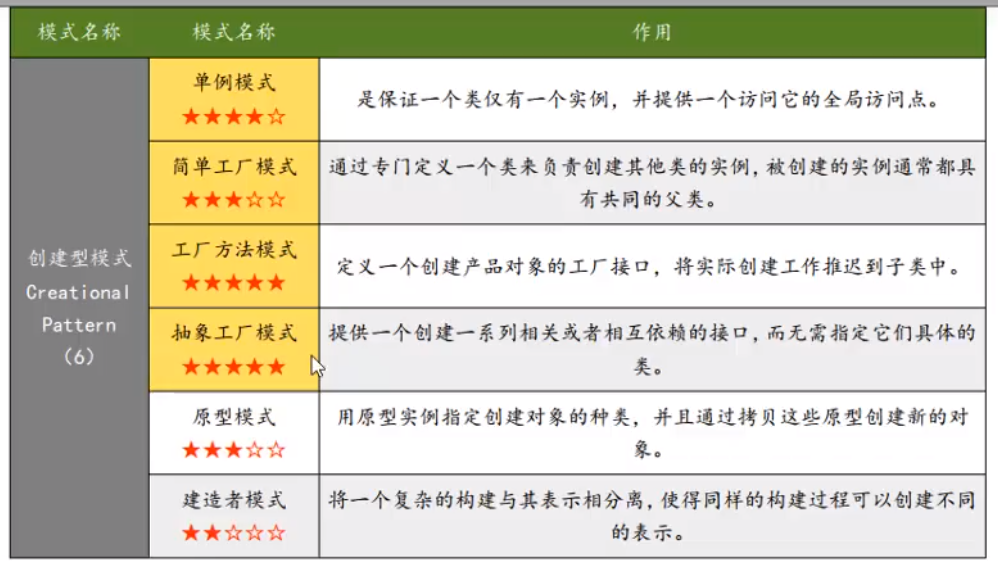 模式名称 模式名称 作用
单例模式
★★★★☆
是保证一个类仅有一个实例，并提供一个访问它的全局访问点。
简单工厂模式
★★★☆☆
通过专门定义一个类来负责创建其他类的实例，被创建的实例通常都具
有共同的父类。
创建型模式
Creational
Pattern
（6）
工厂方法模式
★★★★★
定义一个创建产品对象的工厂接口，将实际创建工作推迟到子类中。
抽象工厂模式
★★★★★
提供一个创建一系列相关或者相互依赖的接口，而无需指定它们具体的
类。
原型模式
★★★☆☆
用原型实例指定创建对象的种类，并且通过拷贝这些原型创建新的对
象。
建造者模式
★★☆☆☆
将一个复杂的构建与其表示相分离，使得同样的构建过程可以创建不同
的表示。